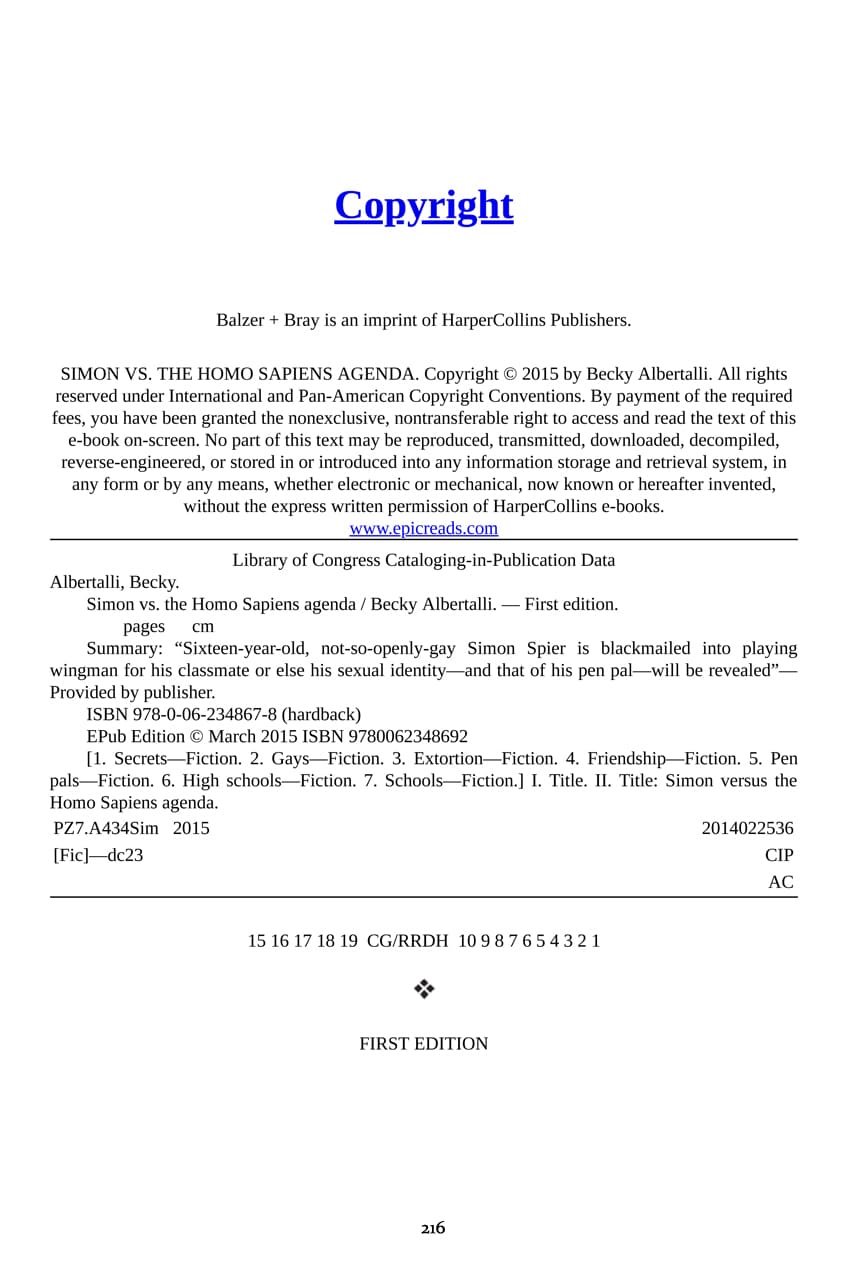 Copyright
Balzer + Bray is an imprint of HarperCollins Publishers.
SIMON VS. THE HOMO SAPIENS AGENDA. Copyright © 2015 by Becky Albertalli. All rights
reserved under International and Pan-American Copyright Conventions. By payment of the required
fees, you have been granted the nonexclusive, nontransferable right to access and read the text of this
e-book on-screen. No part of this text may be reproduced, transmitted, downloaded, decompiled,
reverse-engineered, or stored in or introduced into any information storage and retrieval system, in
any form or by any means, whether electronic or mechanical, now known or hereafter invented,
without the express written permission of HarperCollins e-books.
www.epicreads.com
Library of Congress Cataloging-in-Publication Data
Albertalli, Becky.
Simon vs. the Homo Sapiens agenda / Becky Albertalli. — First edition.
pages cm
Summary: “Sixteen-year-old, not-so-openly-gay Simon Spier is blackmailed into playing
wingman for his classmate or else his sexual identity—and that of his pen pal—will be revealed”—
Provided by publisher.
ISBN 978-0-06-234867-8 (hardback)
EPub Edition © March 2015 ISBN 9780062348692
[1. Secrets—Fiction. 2. Gays—Fiction. 3. Extortion—Fiction. 4. Friendship—Fiction. 5. Pen
pals—Fiction. 6. High schools—Fiction. 7. Schools—Fiction.] I. Title. II. Title: Simon versus the
Homo Sapiens agenda.
PZ7.A434Sim 2015 2014022536
[Fic]—dc23 CIP
AC
15 16 17 18 19 CG/RRDH 10 9 8 7 6 5 4 3 2 1
❖
FIRST EDITION
216